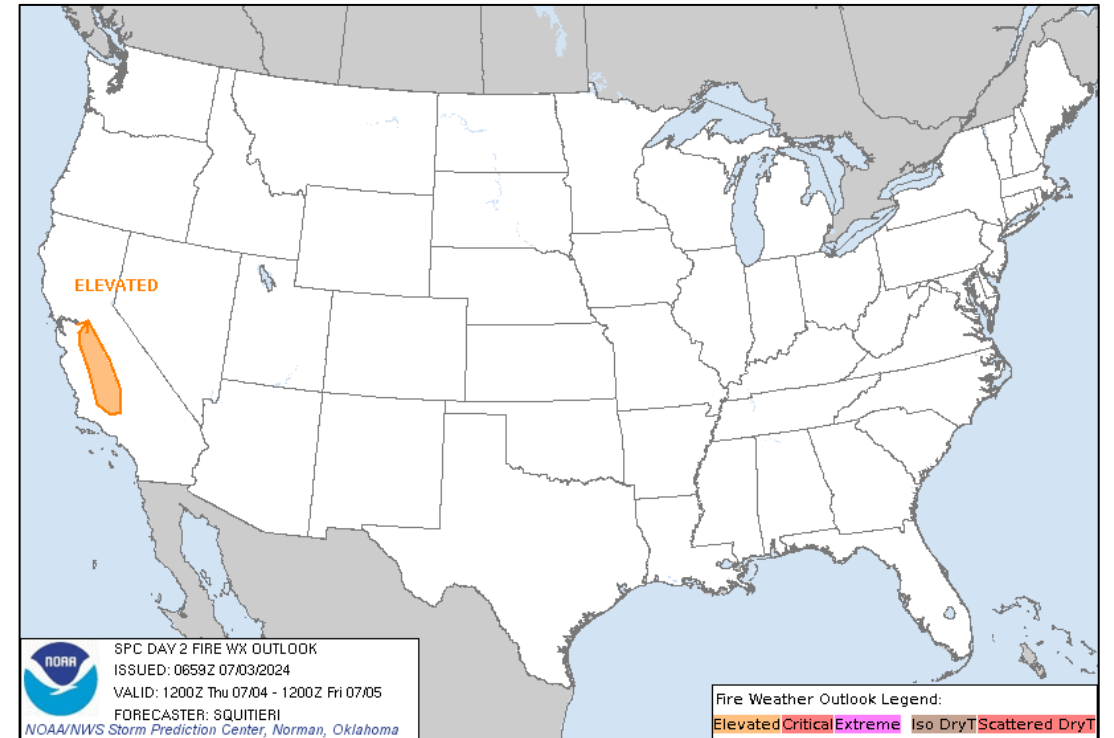 ELEVATED
NOAA
SPC DAY 2 FIRE WX OUTLOOK
ISSUED: 0659Z 07/03/2024
VALID: 1200Z Thu 07/04 - 1200Z Fri 07/05
FORECASTER: SQUITIERI
NOAA/NWS Storm Prediction Center, Norman, Oklahoma
Fire Weather Outlook Legend:
Elevated Critical Extreme Iso DryT Scattered DryT